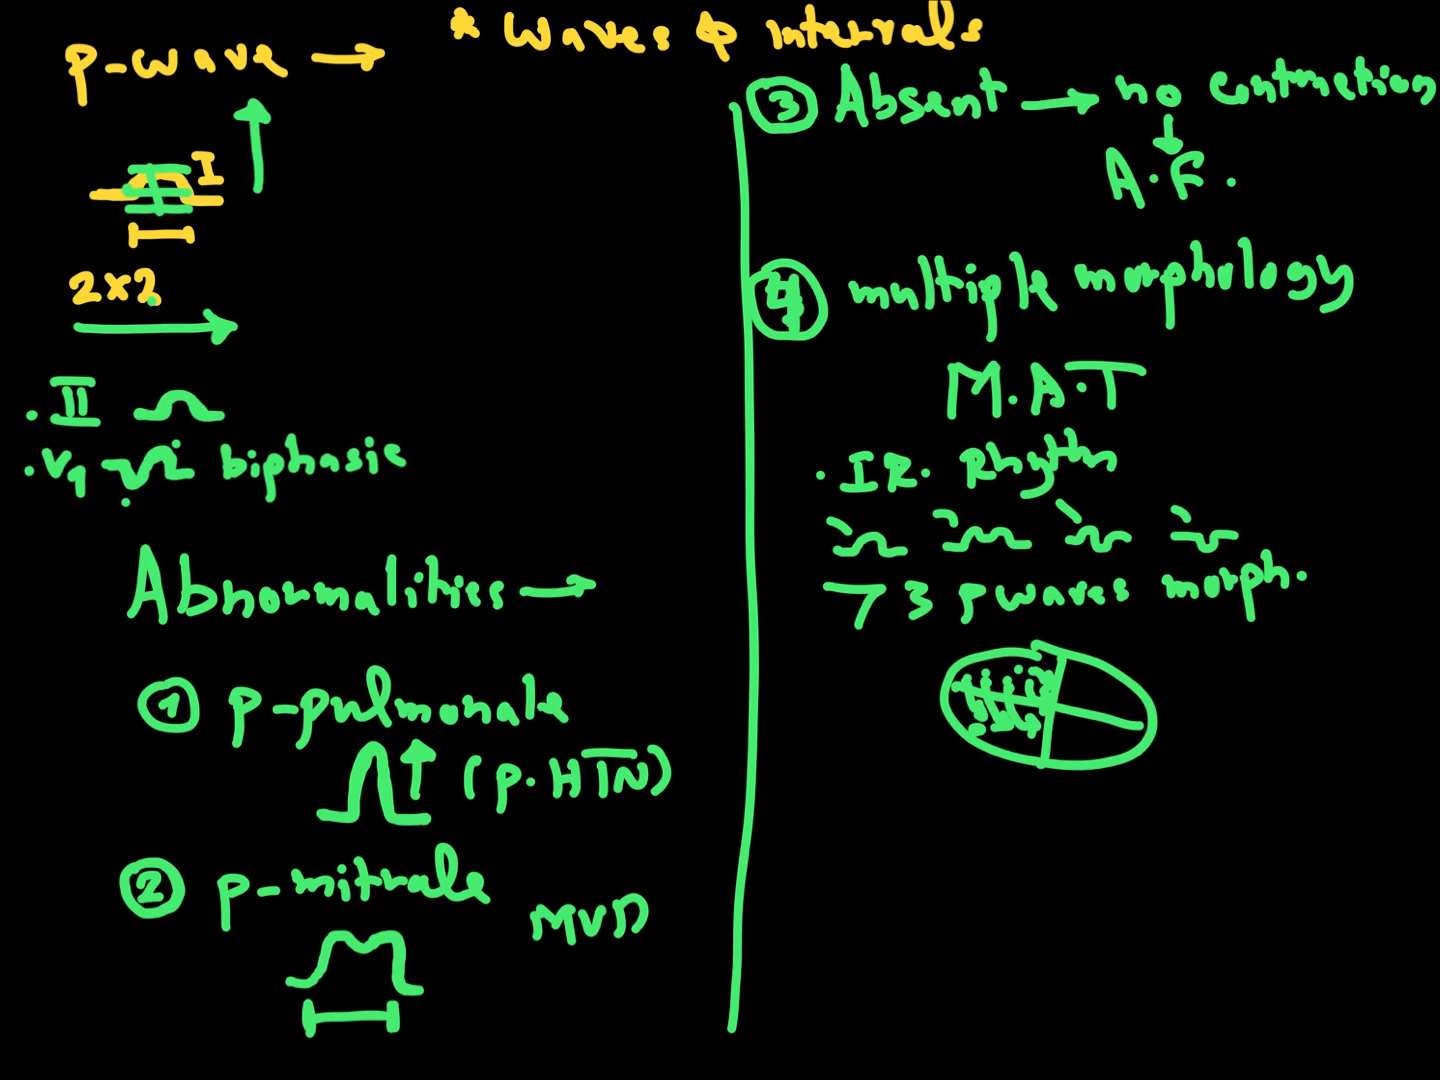 * Waves & intervals
P-wave →
I
2x2
. II
. V1 biphasic
Abnormalities →
① P-pulmonale
↑ (P.HTN)
② P-mitrale
MVD
③ Absent → no contraction
↓
A.F.
④ multiple morphology
M.A.T
. IR. Rhythm
> 3 P waves morph.